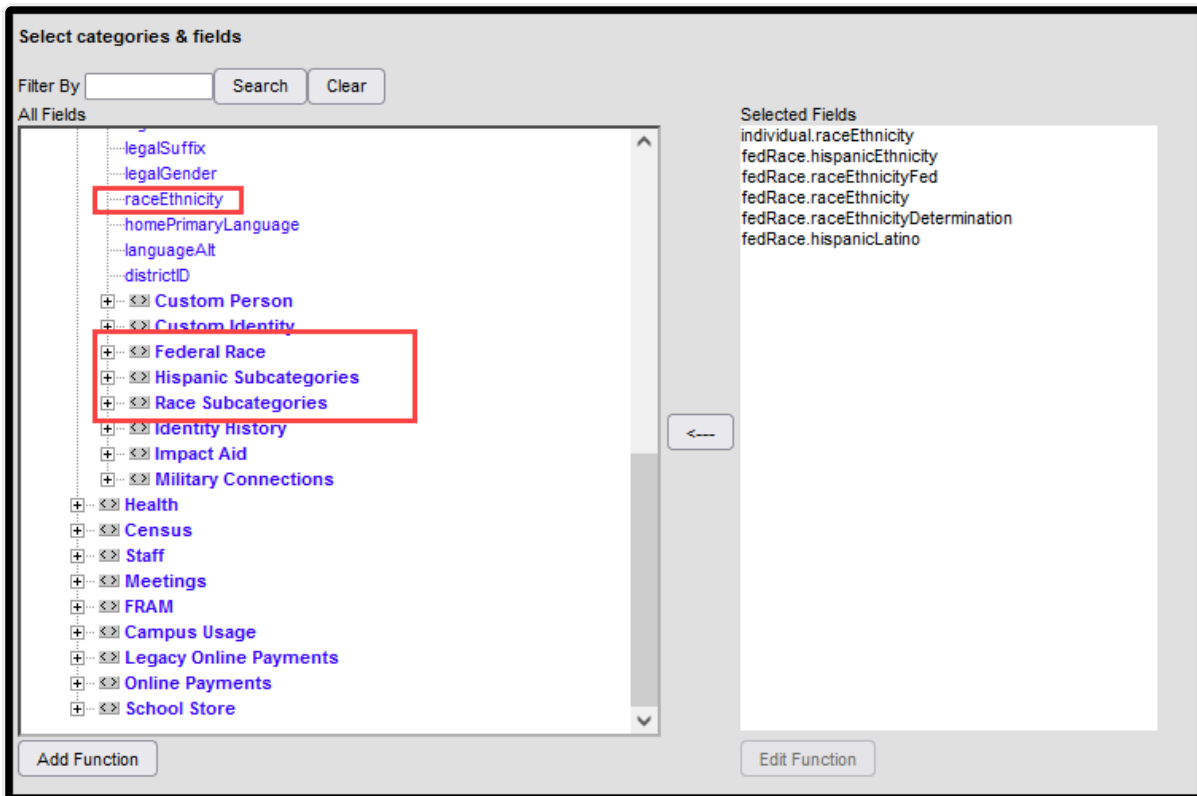 Select categories & fields
Filter By Search Clear
All Fields
legalSuffix
legalGender
raceEthnicity
homePrimaryLanguage
languageAlt
districtID
Custom Person
Custom Identity
Federal Race
Hispanic Subcategories
Race Subcategories
Identity History
Impact Aid
Military Connections
Health
Census
Staff
Meetings
FRAM
Campus Usage
Legacy Online Payments
Online Payments
School Store
Add Function
<---
Selected Fields
individual.raceEthnicity
fedRace.hispanicEthnicity
fedRace.raceEthnicityFed
fedRace.raceEthnicity
fedRace.raceEthnicityDetermination
fedRace.hispanicLatino
Edit Function